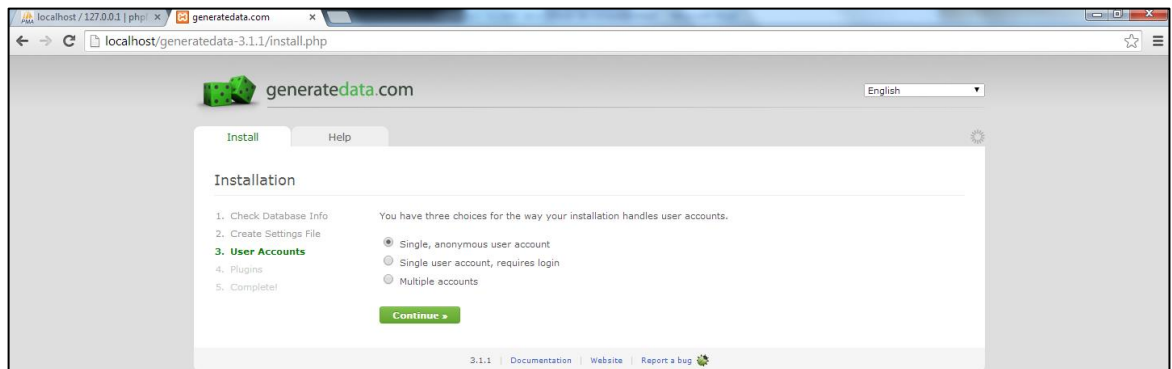 localhost / 127.0.0.1 | php
generatedata.com
localhost/generatedata-3.1.1/install.php
generatedata.com
English
Install
Help
Installation
1. Check Database Info
2. Create Settings File
3. User Accounts
4. Plugins
5. Complete!
You have three choices for the way your installation handles user accounts.
Single, anonymous user account
Single user account, requires login
Multiple accounts
Continue »
3.1.1 | Documentation | Website | Report a bug